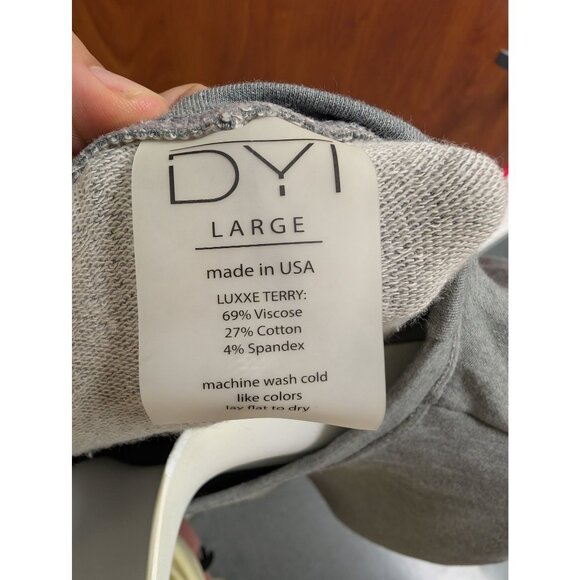 DYI
LARGE
made in USA
LUXXE TERRY:
69% Viscose
27% Cotton
4% Spandex
machine wash cold
like colors
lay flat to dry